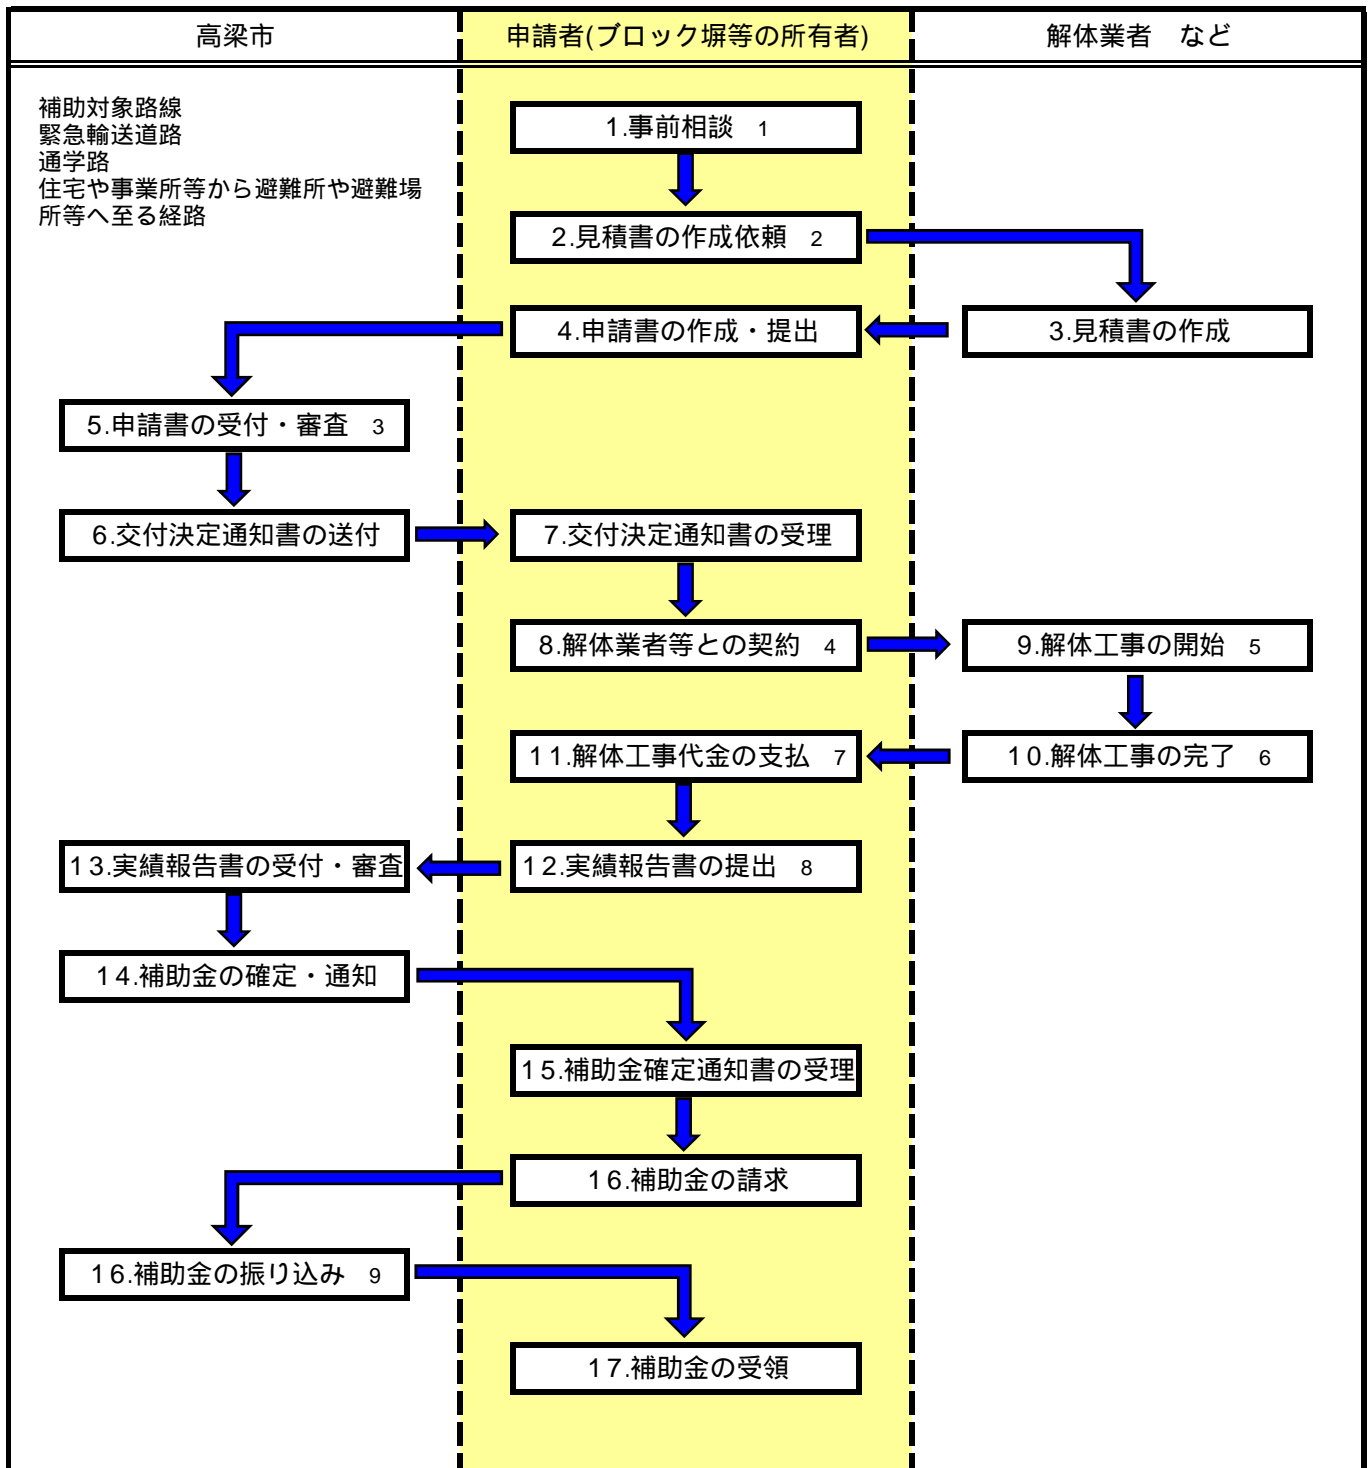 高梁市
申請者(ブロック塀等の所有者)
解体業者　など
補助対象路線
緊急輸送道路
通学路
住宅や事業所等から避難所や避難場
所等へ至る経路
1.事前相談　1
2.見積書の作成依頼　2
3.見積書の作成
4.申請書の作成・提出
5.申請書の受付・審査　3
6.交付決定通知書の送付
7.交付決定通知書の受理
8.解体業者等との契約　4
9.解体工事の開始　5
10.解体工事の完了　6
11.解体工事代金の支払　7
12.実績報告書の提出　8
13.実績報告書の受付・審査
14.補助金の確定・通知
15.補助金確定通知書の受理
16.補助金の請求
16.補助金の振り込み　9
17.補助金の受領